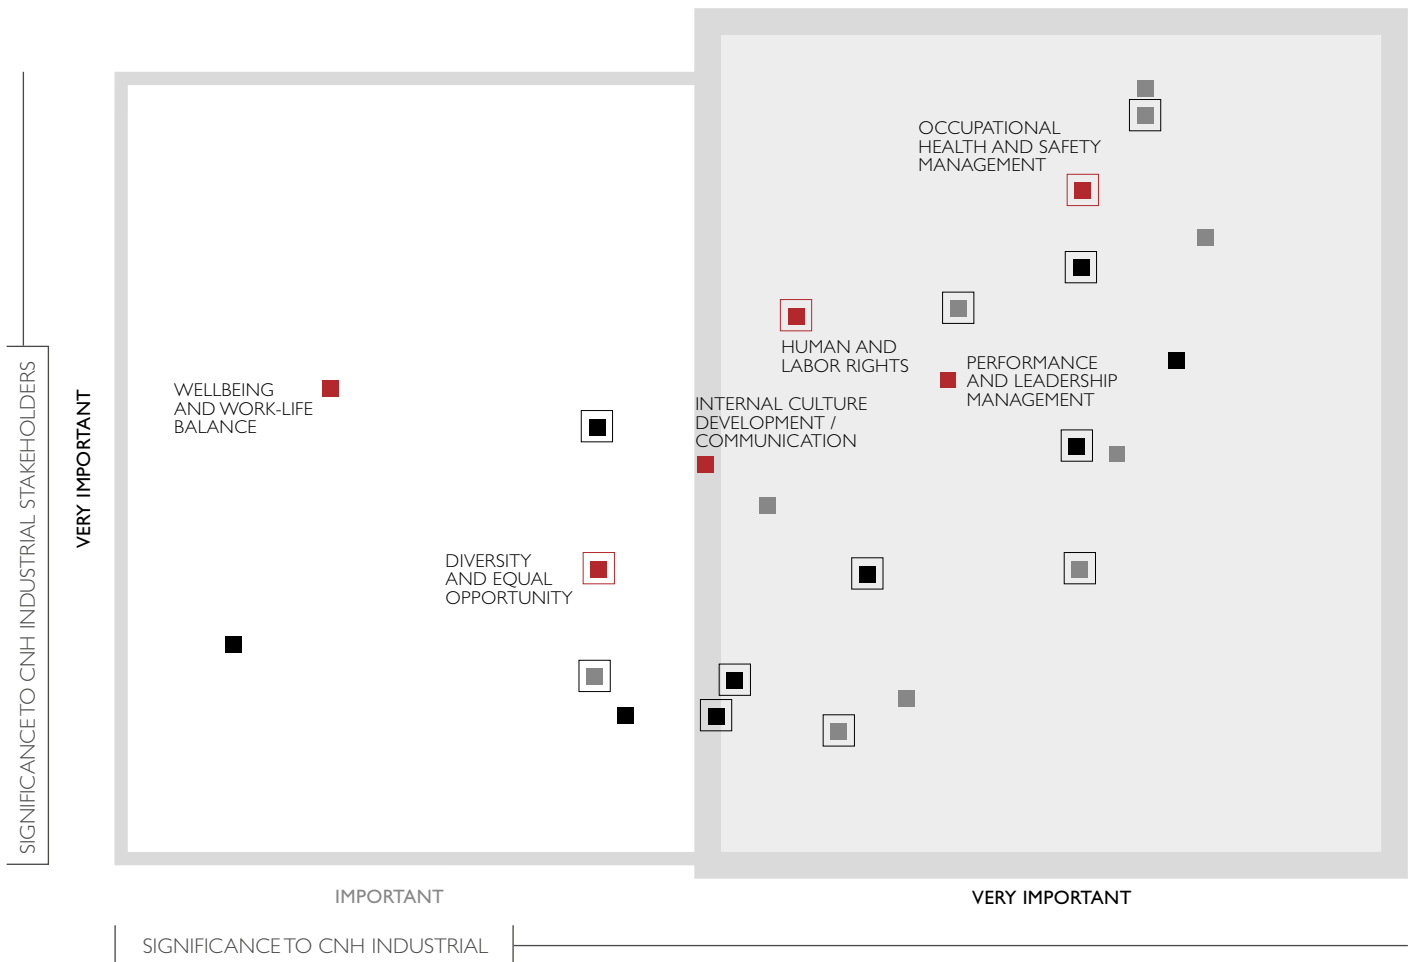 OCCUPATIONAL
HEALTH AND SAFETY
MANAGEMENT
HUMAN AND
LABOR RIGHTS
PERFORMANCE
AND LEADERSHIP
MANAGEMENT
WELLBEING
AND WORK-LIFE
BALANCE
INTERNAL CULTURE
DEVELOPMENT /
COMMUNICATION
DIVERSITY
AND EQUAL
OPPORTUNITY
SIGNIFICANCE TO CNH INDUSTRIAL STAKEHOLDERS
VERY IMPORTANT
IMPORTANT
VERY IMPORTANT
SIGNIFICANCE TO CNH INDUSTRIAL